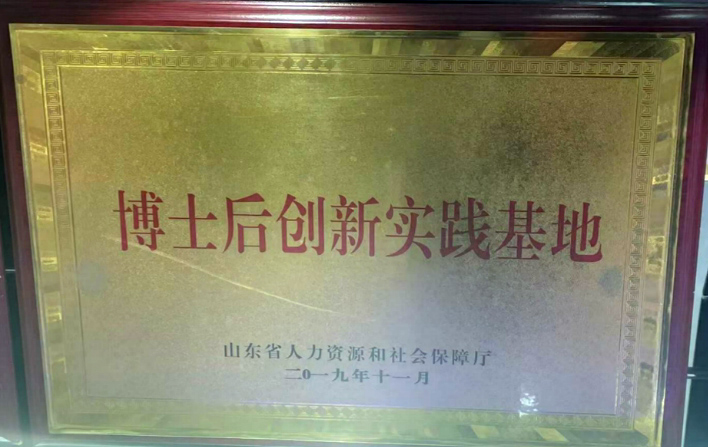 博士后创新实践基地
山东省人力资源和社会保障厅
二0一九年十一月